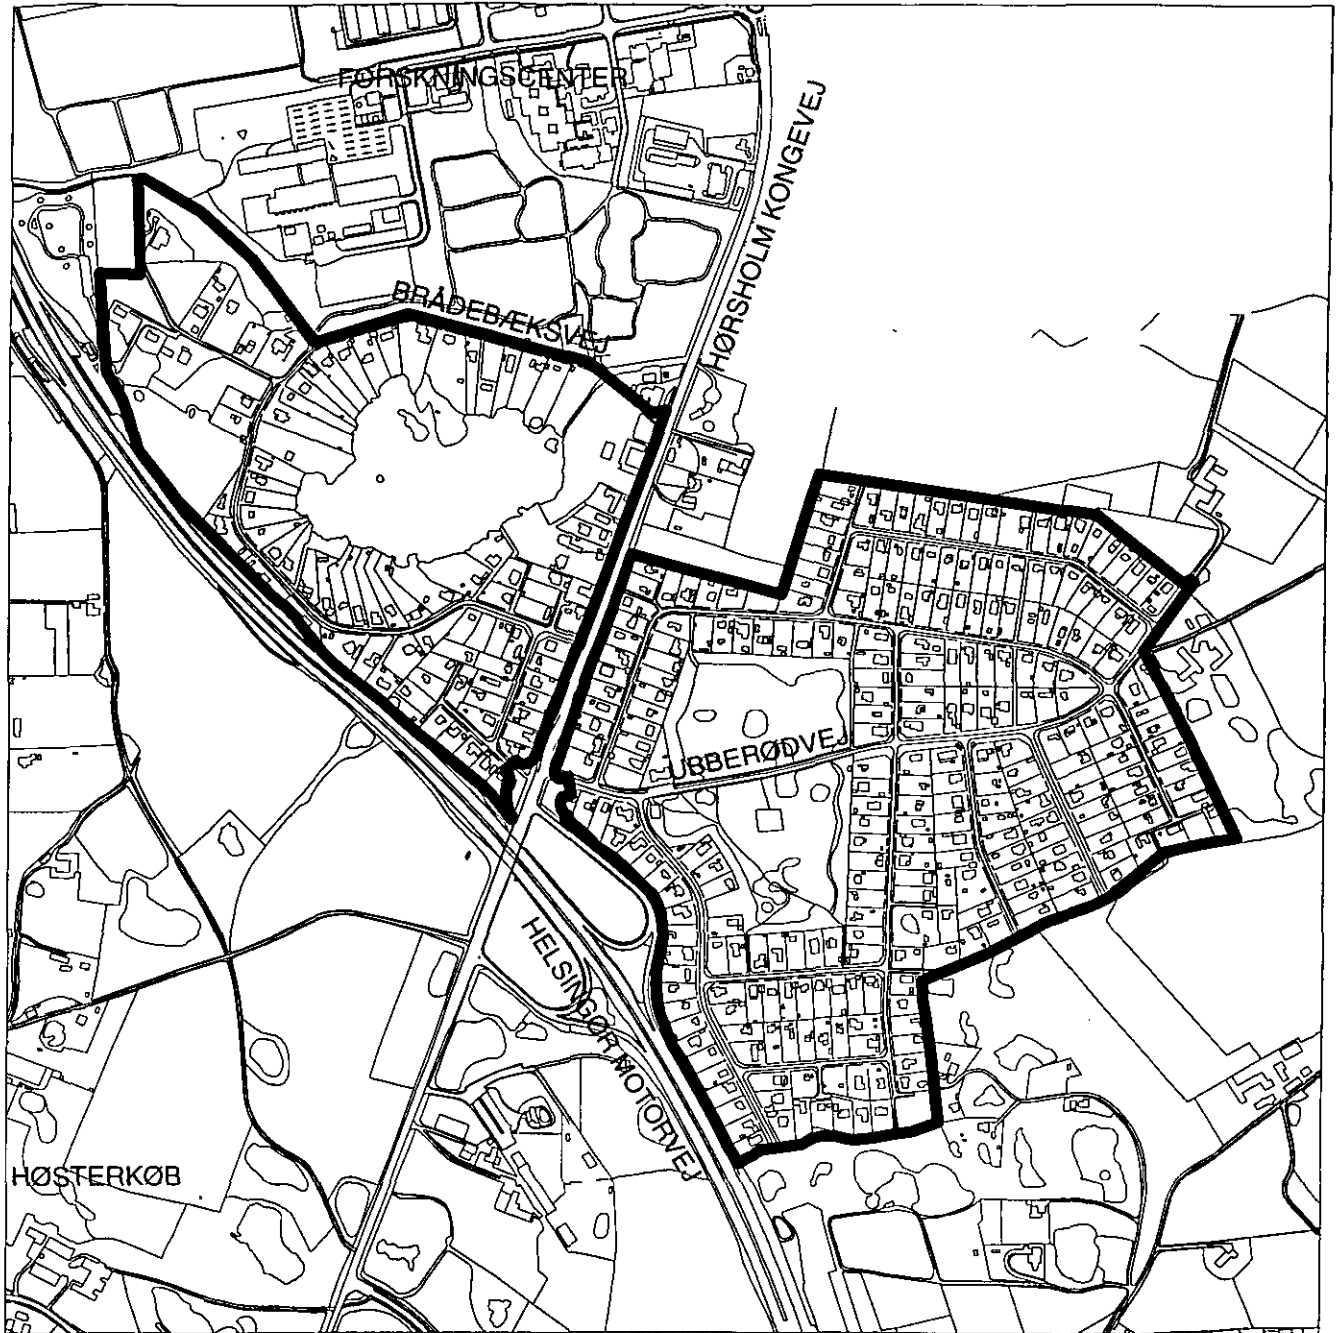 FORSKNINGSCENTER
HØRSHOLM KONGEVEJ
BRÅDEBÆKSVEJ
UBBERØDVEJ
HELSINGØR MOTORVEJ
HØSTERKØB